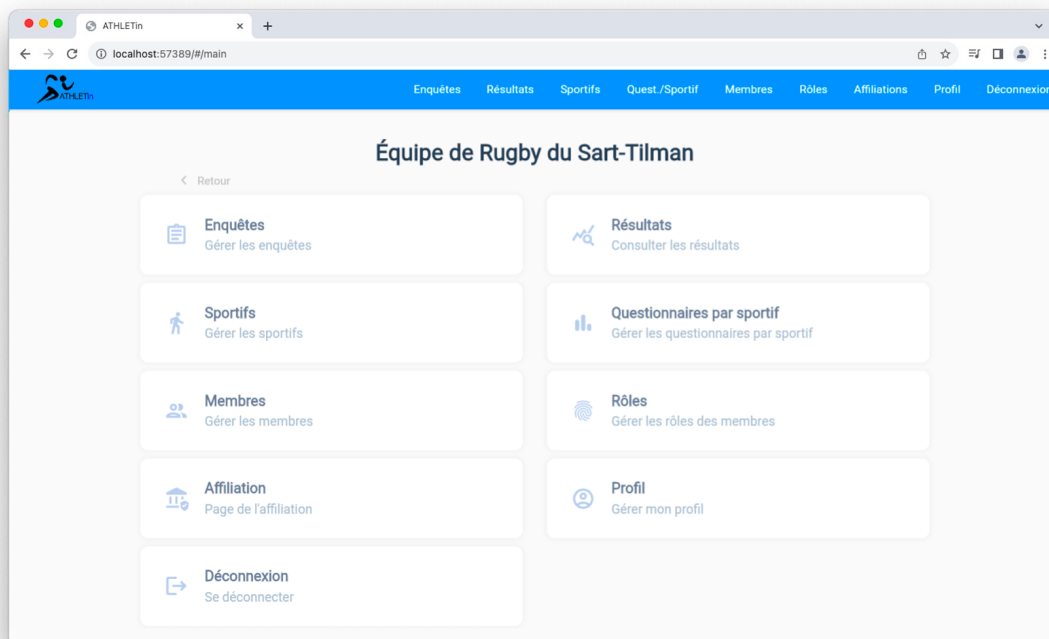 ATHLETin
localhost:57389/#/main
ATHLETin
Enquêtes Résultats Sportifs Quest./Sportif Membres Rôles Affiliations Profil Déconnexion
Équipe de Rugby du Sart-Tilman
Retour
Enquêtes
Gérer les enquêtes
Résultats
Consulter les résultats
Sportifs
Gérer les sportifs
Questionnaires par sportif
Gérer les questionnaires par sportif
Membres
Gérer les membres
Rôles
Gérer les rôles des membres
Affiliation
Page de l'affiliation
Profil
Gérer mon profil
Déconnexion
Se déconnecter